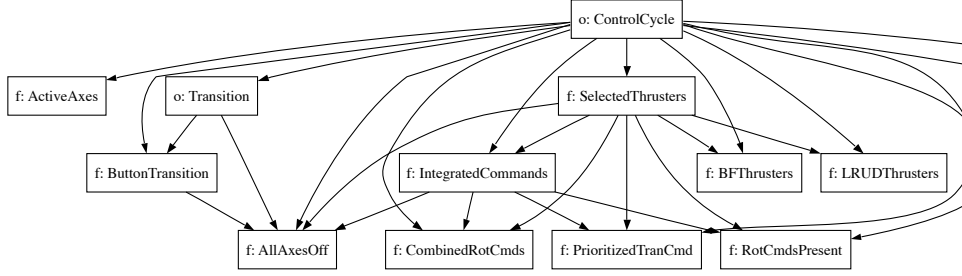 o: ControlCycle
f: ActiveAxes
o: Transition
f: SelectedThrusters
f: ButtonTransition
f: IntegratedCommands
f: BFThrusters
f: LRUDThrusters
f: AllAxesOff
f: CombinedRotCmds
f: PrioritizedTranCmd
f: RotCmdsPresent